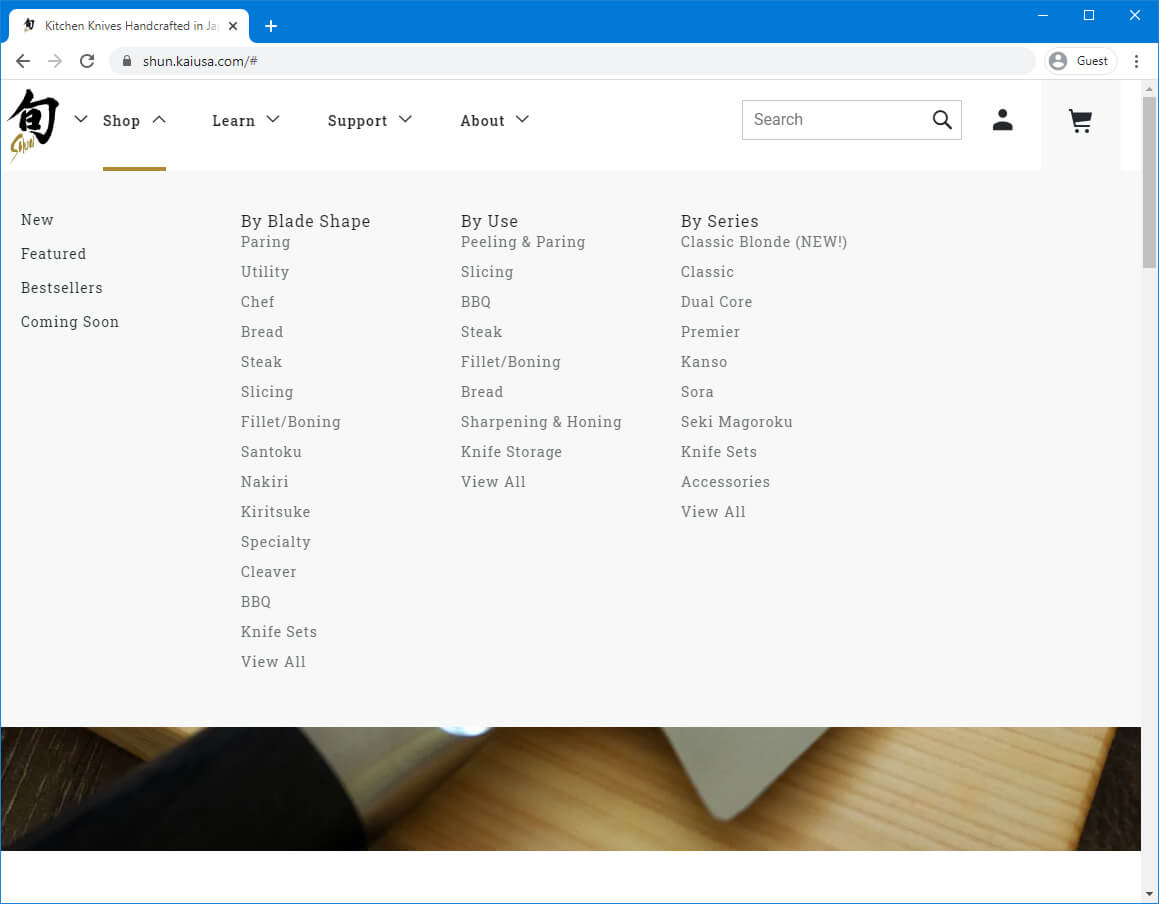 Kitchen Knives Handcrafted in Ja
shun.kaiusa.com/#
Guest
旬
Shun
Shop
Learn
Support
About
Search
New
Featured
Bestsellers
Coming Soon
By Blade Shape
Paring
Utility
Chef
Bread
Steak
Slicing
Fillet/Boning
Santoku
Nakiri
Kiritsuke
Specialty
Cleaver
BBQ
Knife Sets
View All
By Use
Peeling & Paring
Slicing
BBQ
Steak
Fillet/Boning
Bread
Sharpening & Honing
Knife Storage
View All
By Series
Classic Blonde (NEW!)
Classic
Dual Core
Premier
Kanso
Sora
Seki Magoroku
Knife Sets
Accessories
View All